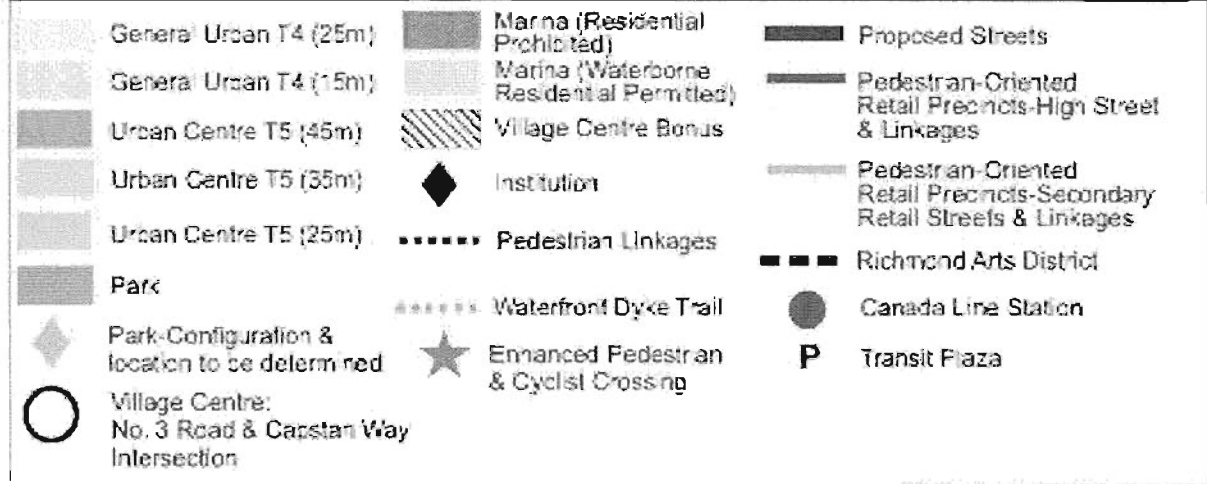 General Urban T4 (25m)
General Urban T4 (15m)
Urban Centre T5 (45m)
Urban Centre T5 (35m)
Urban Centre T5 (25m)
Park
Park-Configuration &
location to be determined
Village Centre:
No. 3 Road & Capstan Way
Intersection
Marina (Residential
Prohibited)
Marina (Waterborne
Residential Permitted)
Village Centre Bonus
Institution
Pedestrian Linkages
Waterfront Dyke Trail
Enhanced Pedestrian
& Cyclist Crossing
Proposed Streets
Pedestrian-Oriented
Retail Precincts-High Street
& Linkages
Pedestrian-Oriented
Retail Precincts-Secondary
Retail Streets & Linkages
Richmond Arts District
Canada Line Station
P Transit Plaza